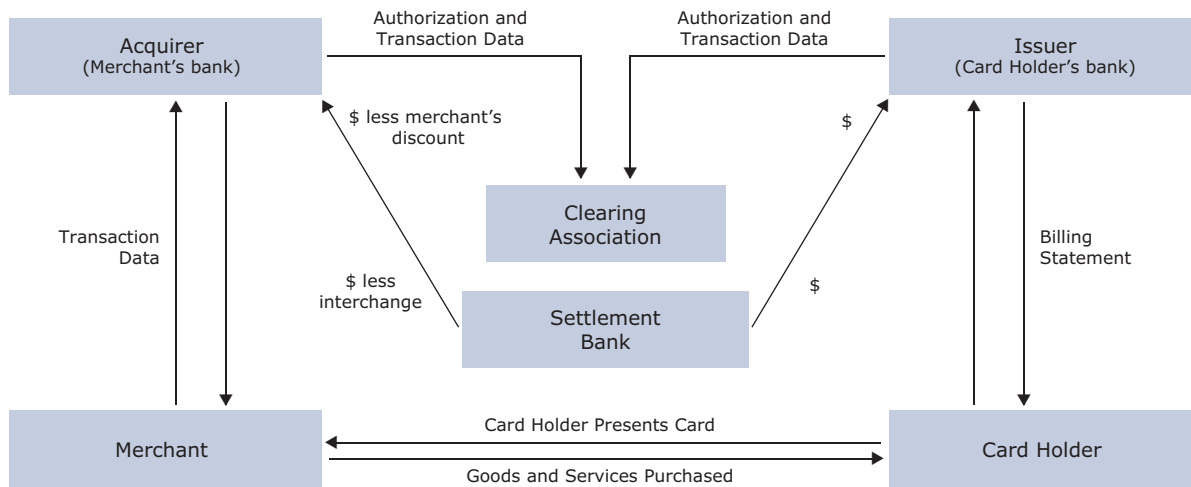 Authorization and
Transaction Data
Authorization and
Transaction Data
Acquirer
(Merchant's bank)
Issuer
(Card Holder's bank)
$ less merchant's
discount
$
Clearing
Association
Transaction
Data
Billing
Statement
$ less
interchange
$
Settlement
Bank
Card Holder Presents Card
Merchant
Card Holder
Goods and Services Purchased